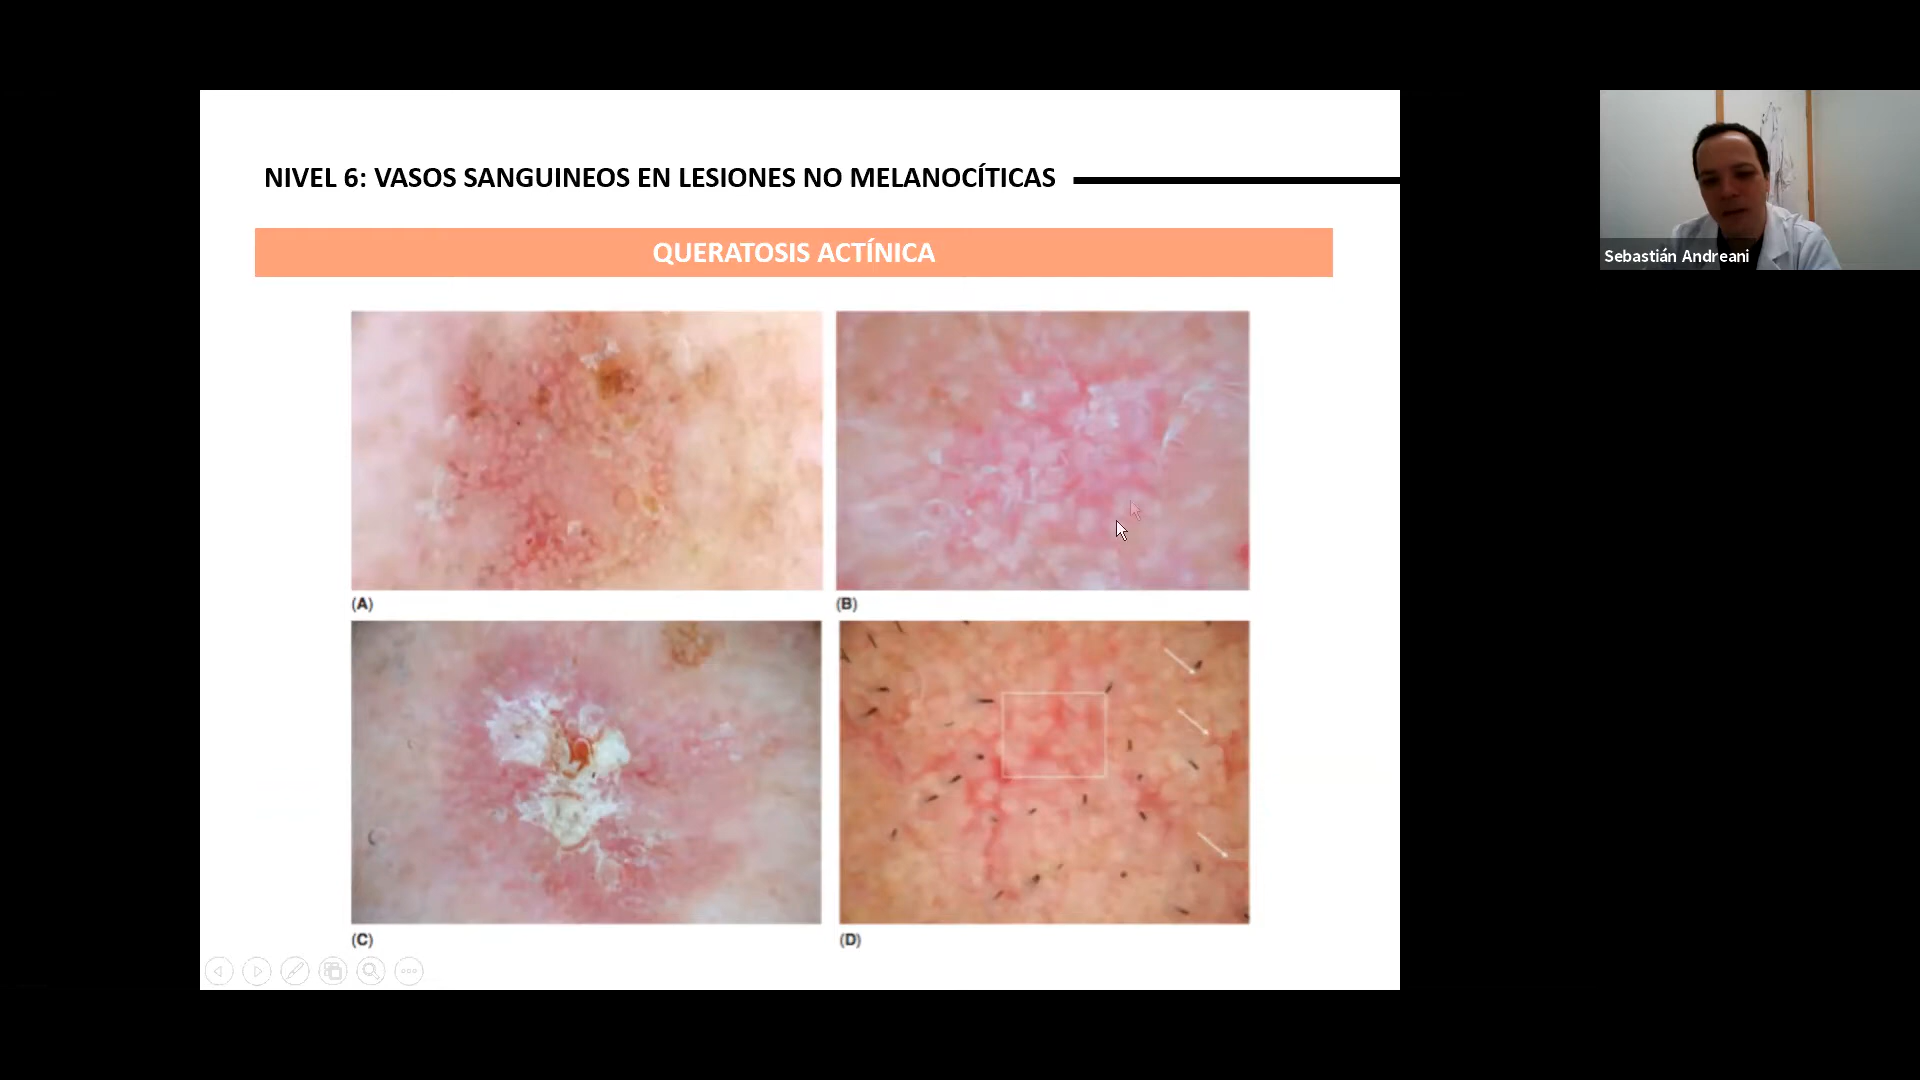 NIVEL 6: VASOS SANGUINEOS EN LESIONES NO MELANOCÍTICAS
QUERATOSIS ACTÍNICA
(A)
(B)
(C)
(D)
Sebastián Andreani